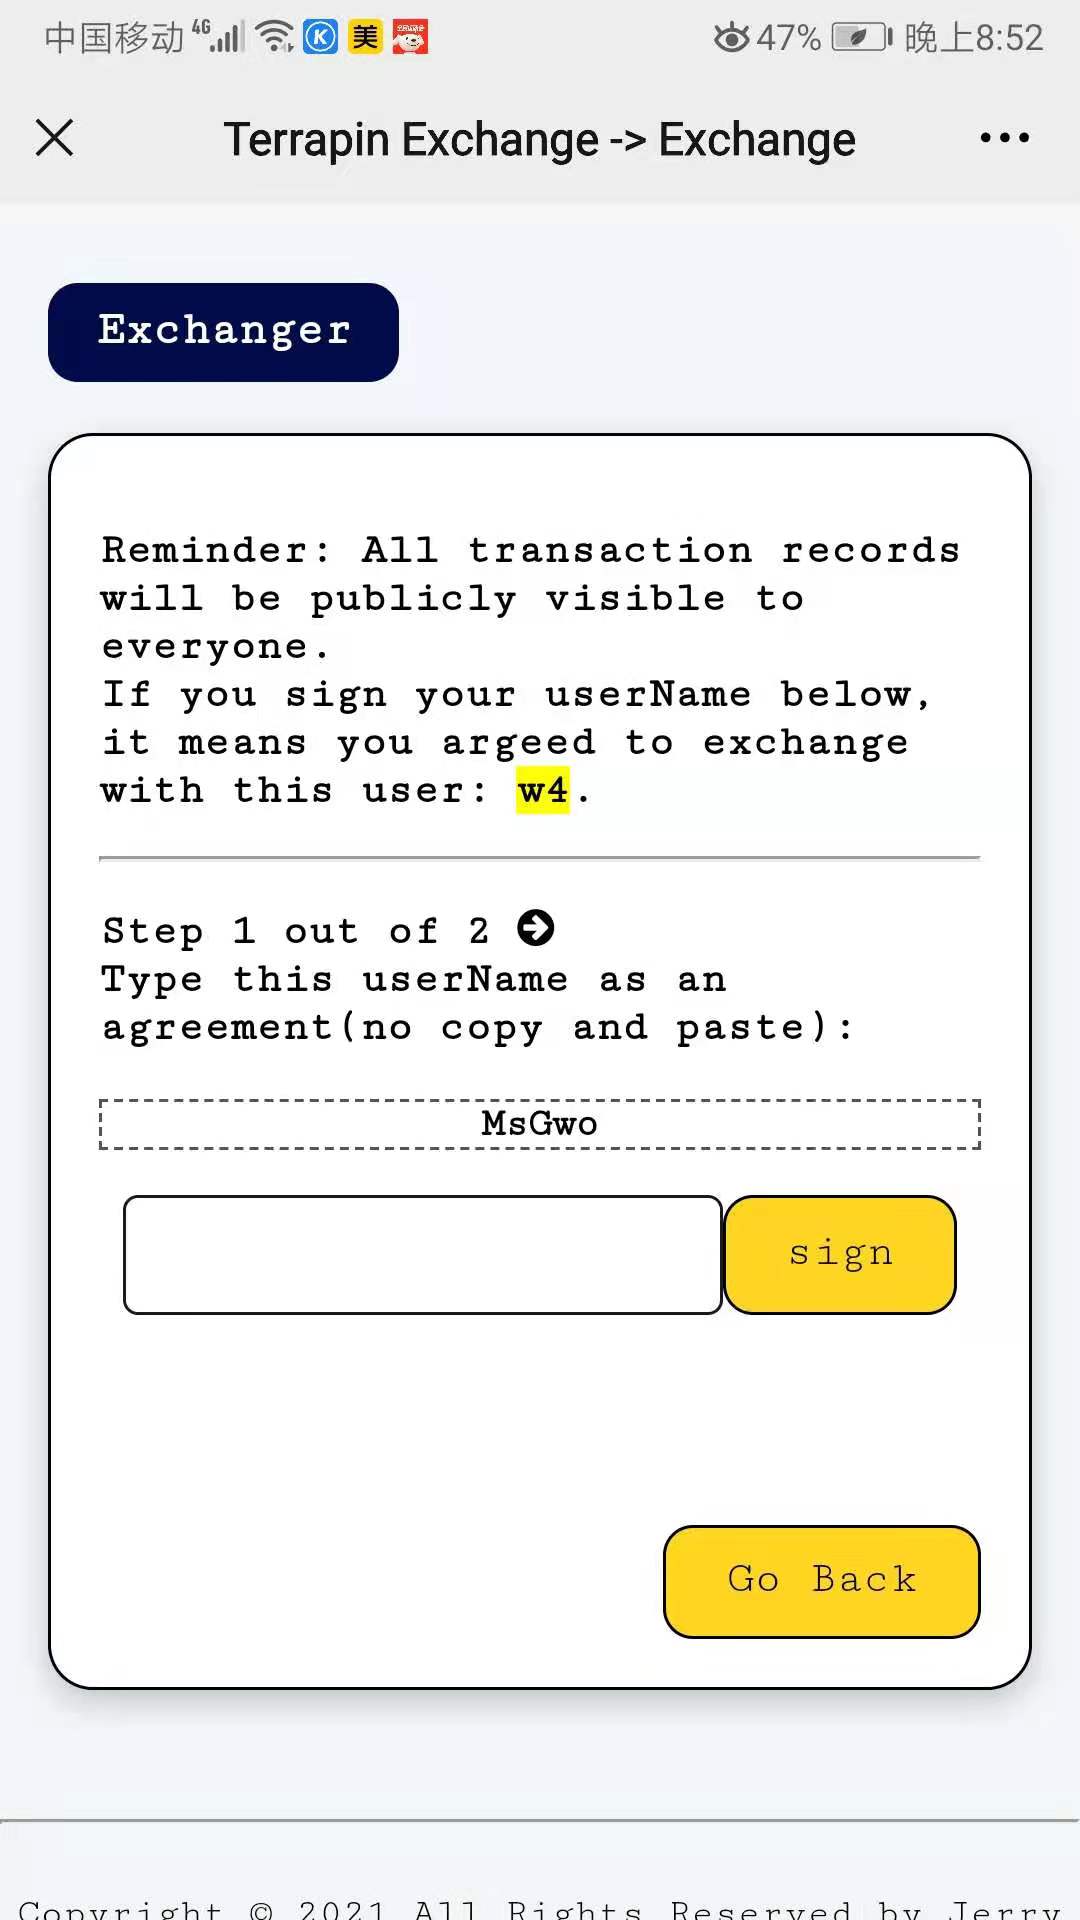 中国移动 4G K 美 47% 晚上8:52
Terrapin Exchange -> Exchange
Exchanger
Reminder: All transaction records
will be publicly visible to
everyone.
If you sign your userName below,
it means you argeed to exchange
with this user: w4.
Step 1 out of 2
Type this userName as an
agreement(no copy and paste):
MsGwo
sign
Go Back
Copyright © 2021 All Rights Reserved by Jerry